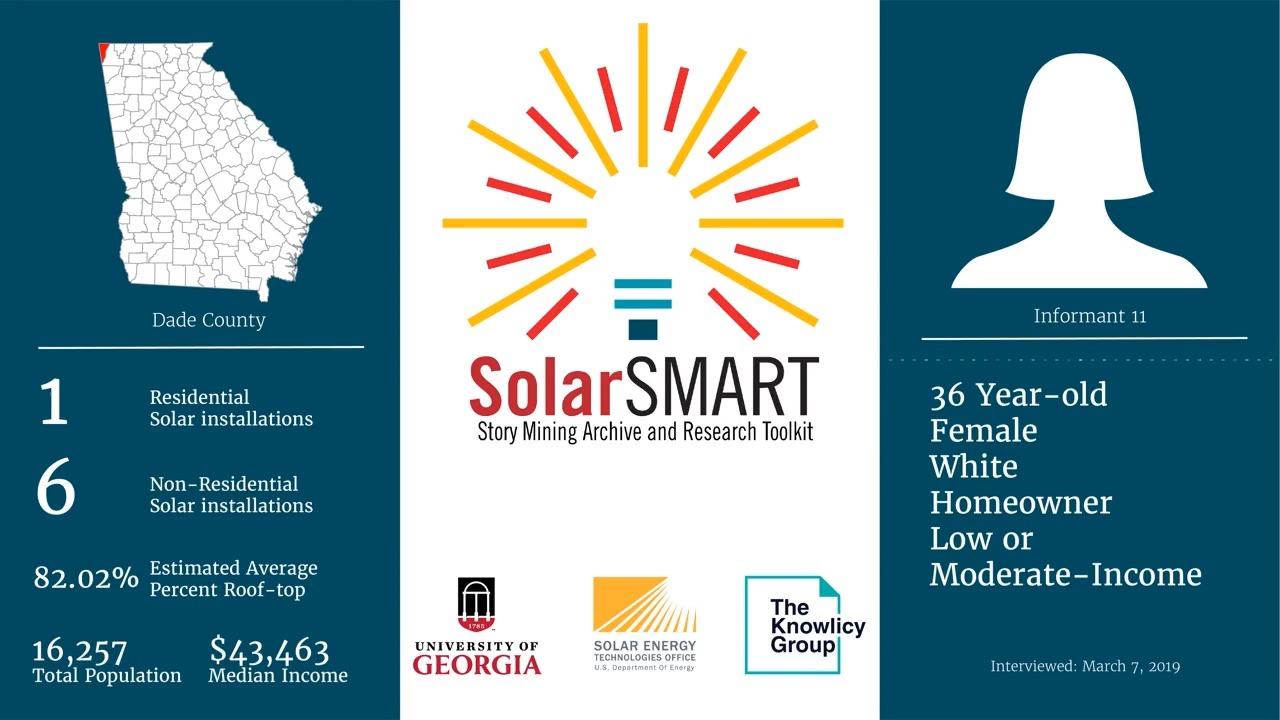 Dade County
1
Residential
Solar installations
6
Non-Residential
Solar installations
82.02%
Estimated Average
Percent Roof-top
16,257
Total Population
$43,463
Median Income
SolarSMART
Story Mining Archive and Research Toolkit
1785
UNIVERSITY OF
GEORGIA
SOLAR ENERGY
TECHNOLOGIES OFFICE
U.S. Department Of Energy
The
Knowlicy
Group
Informant 11
36 Year-old
Female
White
Homeowner
Low or
Moderate-Income
Interviewed: March 7, 2019